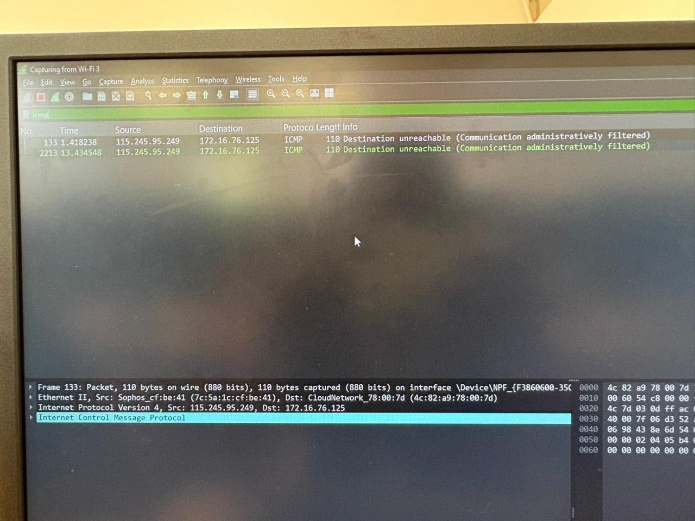 Capturing from Wi-Fi 3
File Edit View Go Capture Analyze Statistics Telephony Wireless Tools Help
icmp
No. Time Source Destination Protocol Length Info
133 1.418238 115.245.95.249 172.16.76.125 ICMP 110 Destination unreachable (Communication administratively filtered)
2213 13.434548 115.245.95.249 172.16.76.125 ICMP 110 Destination unreachable (Communication administratively filtered)
Frame 133: Packet, 110 bytes on wire (880 bits), 110 bytes captured (880 bits) on interface \Device\NPF_{F3860600-35
Ethernet II, Src: Sophos_cf:be:41 (7c:5a:1c:cf:be:41), Dst: CloudNetwork_78:00:7d (4c:82:a9:78:00:7d)
Internet Protocol Version 4, Src: 115.245.95.249, Dst: 172.16.76.125
Internet Control Message Protocol
0000 4c 82 a9 78 00 7d
0010 00 60 54 c8 00 00
0020 4c 7d 03 0d ff ac
0030 40 00 7f 06 d3 52
0040 06 98 43 8e 6d 54
0050 00 00 02 04 05 b4
0060 00 00 00 00 00 00